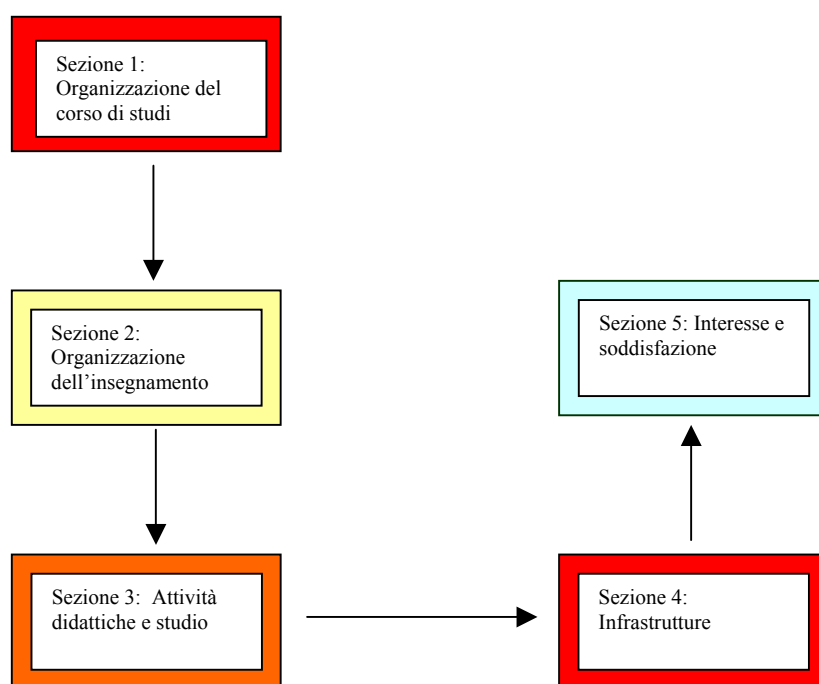 Sezione 1:
Organizzazione del
corso di studi
Sezione 2:
Organizzazione
dell’insegnamento
Sezione 3:  Attività
didattiche e studio
Sezione 4:
Infrastrutture
Sezione 5: Interesse e
soddisfazione